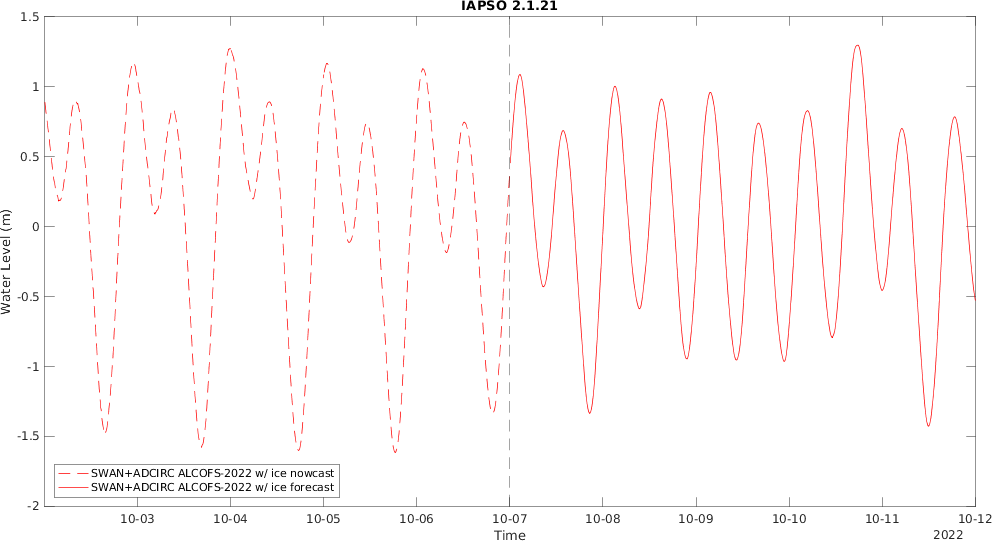 IAPSO 2.1.21
1.5
1
0.5
0
-0.5
-1
-1.5
-2
Water Level (m)
SWAN+ADCIRC ALCOFS-2022 w/ ice nowcast
SWAN+ADCIRC ALCOFS-2022 w/ ice forecast
10-03 10-04 10-05 10-06 10-07 10-08 10-09 10-10 10-11 10-12
Time
2022